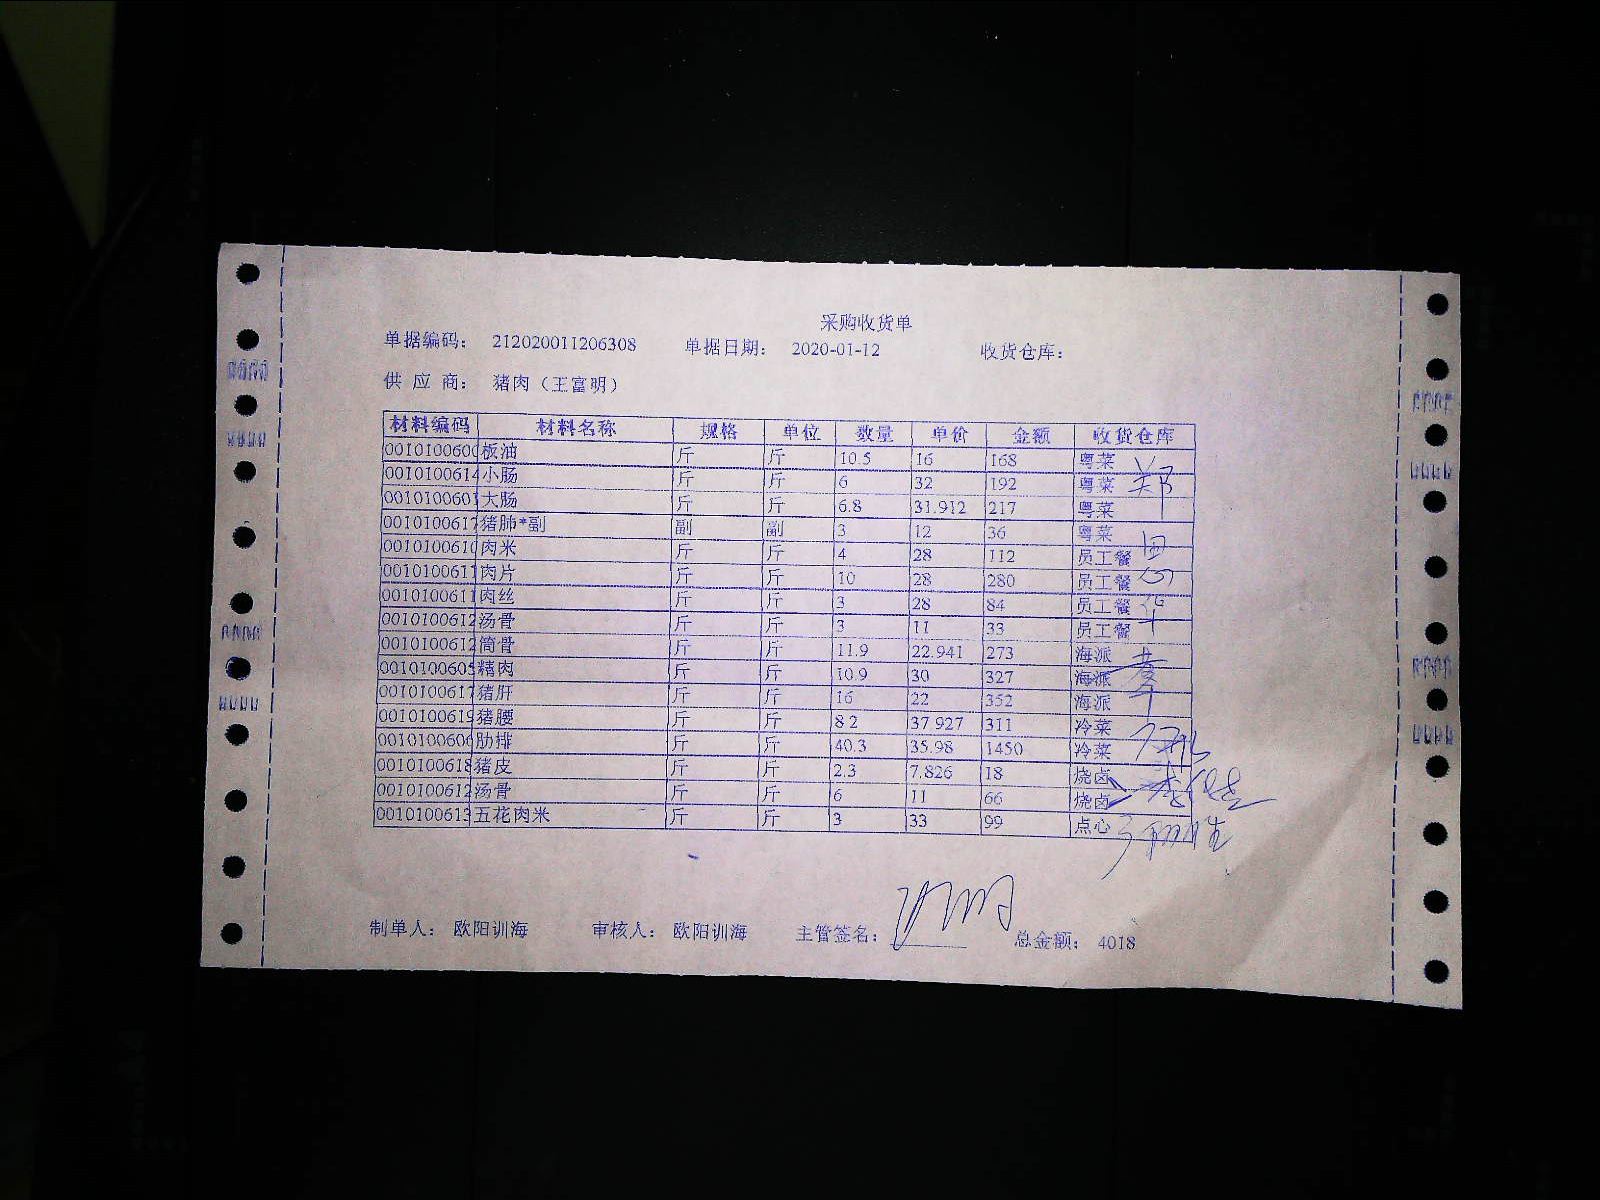 采购收货单
单据编码： 212020011206308 单据日期： 2020-01-12 收货仓库：
供 应 商： 猪肉（王富明）
材料编码 材料名称 规格 单位 数量 单价 金额 收货仓库
0010100600 板油 斤 斤 10.5 16 168 粤菜
0010100614 小肠 斤 斤 6 32 192 粤菜 郑
0010100601 大肠 斤 斤 6.8 31.912 217 粤菜
0010100617 猪肺*副 副 副 3 12 36 粤菜
0010100610 肉米 斤 斤 4 28 112 员工餐
0010100611 肉片 斤 斤 10 28 280 员工餐
0010100611 肉丝 斤 斤 3 28 84 员工餐
0010100612 汤骨 斤 斤 3 11 33 员工餐
0010100612 筒骨 斤 斤 11.9 22.941 273 海派
0010100605 精肉 斤 斤 10.9 30 327 海派
0010100617 猪肝 斤 斤 16 22 352 海派
0010100619 猪腰 斤 斤 8.2 37.927 311 冷菜
0010100606 肋排 斤 斤 40.3 35.98 1450 冷菜
0010100618 猪皮 斤 斤 2.3 7.826 18 烧卤
0010100612 汤骨 斤 斤 6 11 66 烧卤
0010100613 五花肉米 斤 斤 3 33 99 点心
制单人： 欧阳训海 审核人： 欧阳训海 主管签名： 总金额： 4018